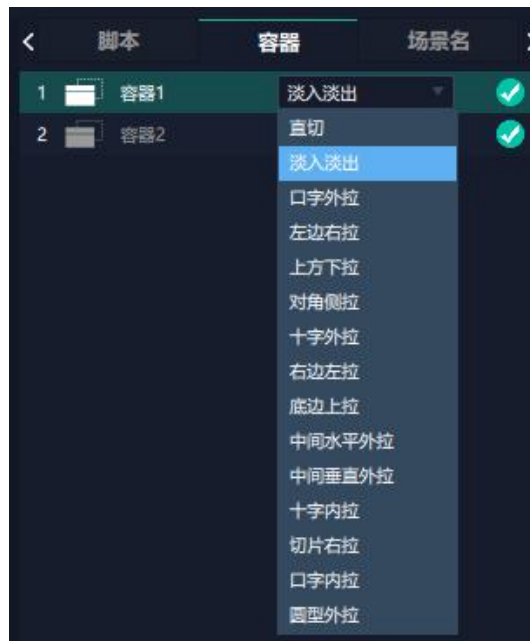 脚本 容器 场景名
1 容器1 淡入淡出
2 容器2 直切
淡入淡出
口字外拉
左边右拉
上方下拉
对角侧拉
十字外拉
右边左拉
底边上拉
中间水平外拉
中间垂直外拉
十字内拉
切片右拉
口字内拉
圆型外拉